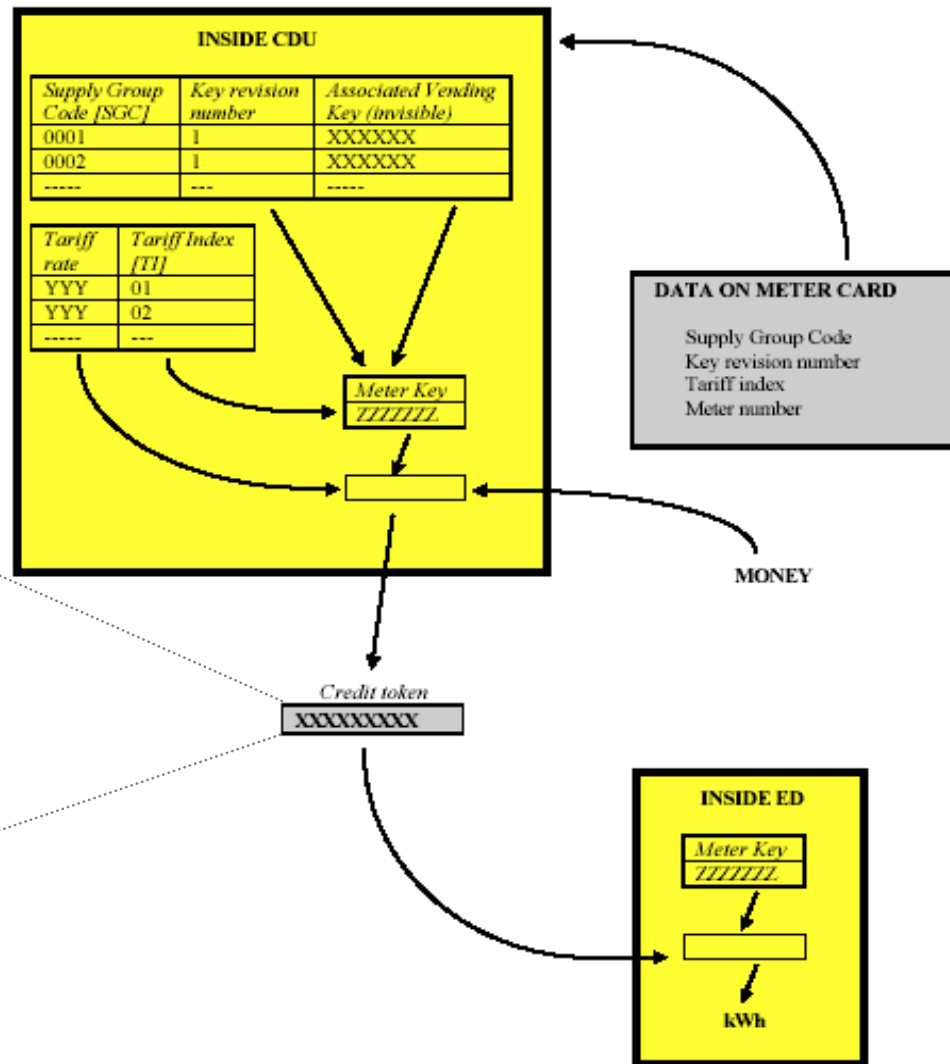 INSIDE CDU
Supply Group Code [SGC] Key revision number Associated Vending Key (invisible)
0001 1 XXXXXX
0002 1 XXXXXX
----- --- -----
Tariff rate Tariff Index [TI]
YYY 01
YYY 02
----- ---
Meter Key
ZZZZZZZ
DATA ON METER CARD
Supply Group Code
Key revision number
Tariff index
Meter number
MONEY
Credit token
XXXXXXXXX
INSIDE ED
Meter Key
ZZZZZZZ
kWh